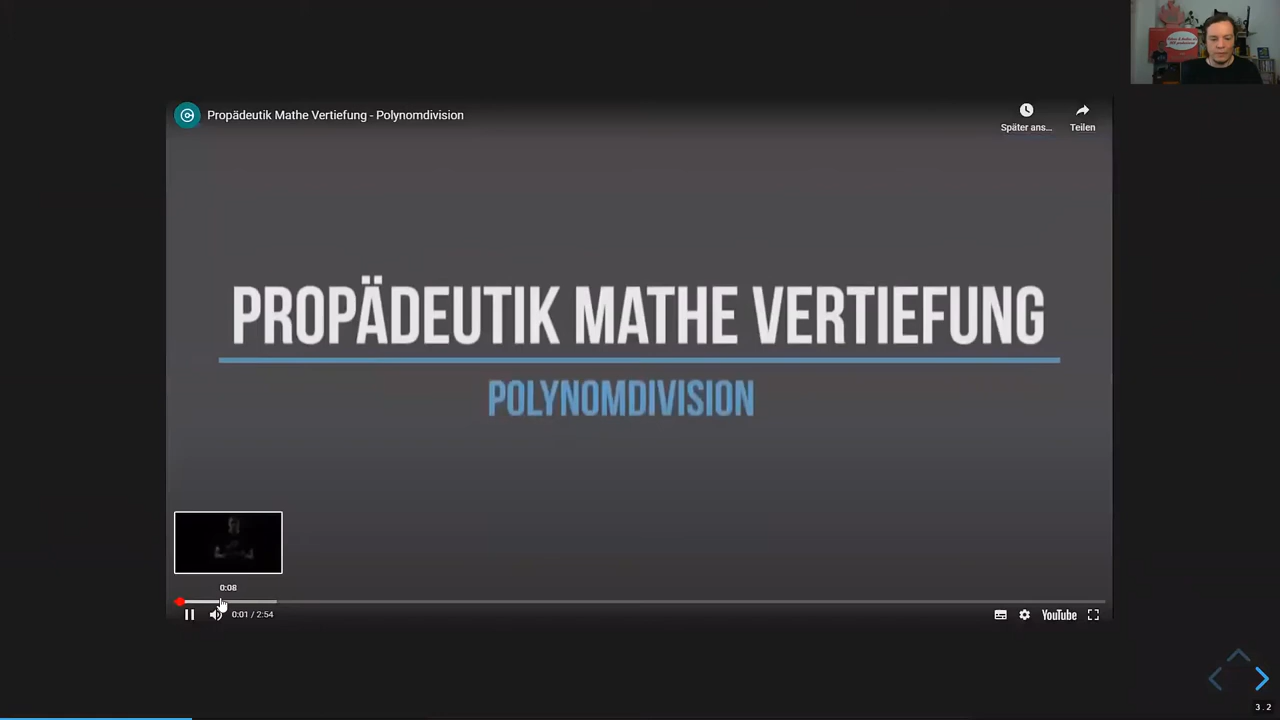 Propädeutik Mathe Vertiefung - Polynomdivision
Später ans...
Teilen
PROPÄDEUTIK MATHE VERTIEFUNG
POLYNOMDIVISION
0:08
0:01 / 2:54
YouTube
3.2